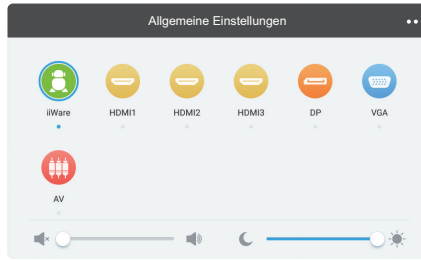 Allgemeine Einstellungen
iiWare HDMI1 HDMI2 HDMI3 DP VGA
AV